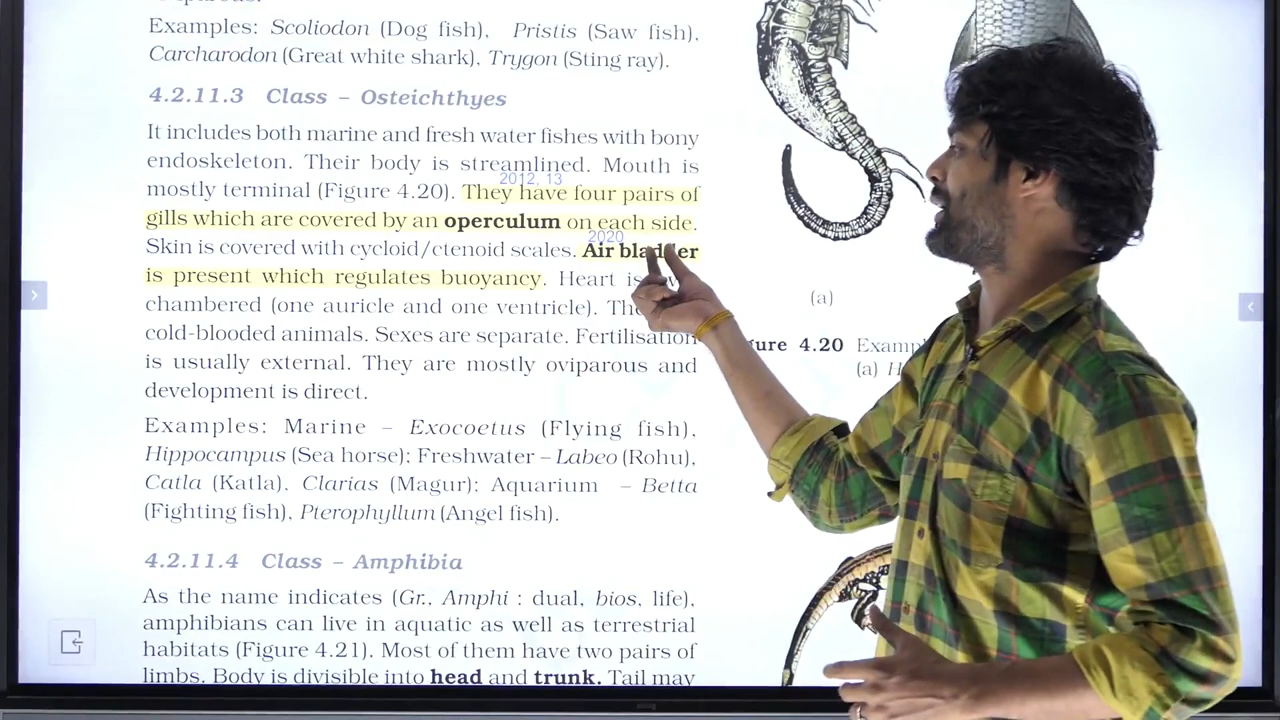 Examples: Scoliodon (Dog fish), Pristis (Saw fish),
Carcharodon (Great white shark), Trygon (Sting ray).
4.2.11.3 Class – Osteichthyes
It includes both marine and fresh water fishes with bony
endoskeleton. Their body is streamlined. Mouth is
2012, 13
mostly terminal (Figure 4.20). They have four pairs of
gills which are covered by an operculum on each side.
2020
Skin is covered with cycloid/ctenoid scales. Air bladder
is present which regulates buoyancy. Heart is
chambered (one auricle and one ventricle).
cold-blooded animals. Sexes are separate. Fertilisation
is usually external. They are mostly oviparous and
development is direct.
Examples: Marine – Exocoetus (Flying fish),
Hippocampus (Sea horse); Freshwater – Labeo (Rohu),
Catla (Katla), Clarias (Magur); Aquarium – Betta
(Fighting fish), Pterophyllum (Angel fish).
4.2.11.4 Class – Amphibia
As the name indicates (Gr., Amphi : dual, bios, life),
amphibians can live in aquatic as well as terrestrial
habitats (Figure 4.21). Most of them have two pairs of
limbs. Body is divisible into head and trunk. Tail may
(a)
4.20
(a)